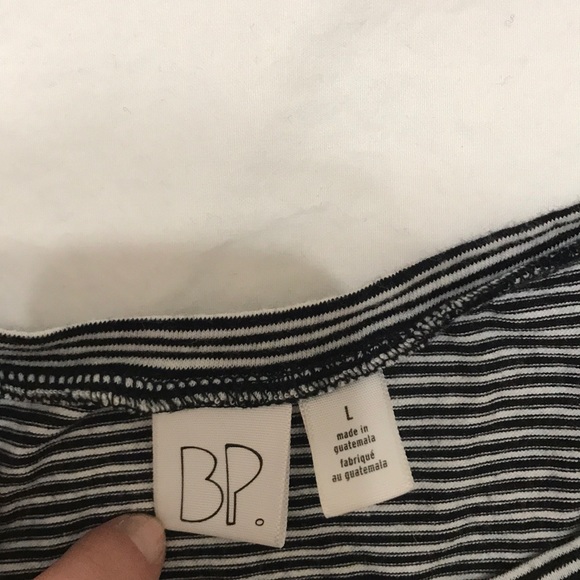 BP.
L
made in
guatemala
fabriqué
au guatemala